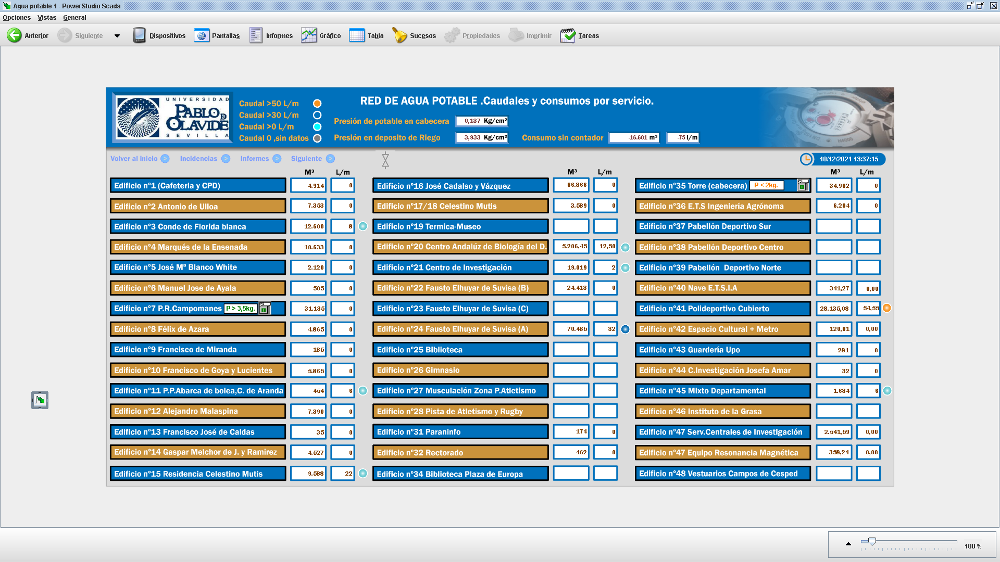 Agua potable 1 - PowerStudio Scada
Opciones Vistas General
Anterior Siguiente Dispositivos Pantallas Informes Gráfico Tabla Sucesos Propiedades Imprimir Tareas
UNIVERSIDAD
PABLO DE
OLAVIDE
SEVILLA
Caudal >50 L/m
Caudal >30 L/m
Caudal >0 L/m
Caudal 0 ,sin datos
RED DE AGUA POTABLE .Caudales y consumos por servicio.
Presión de potable en cabecera 0,137 Kg/cm²
Presión en deposito de Riego 3,933 Kg/cm² Consumo sin contador -16.601 m³ -75 l/m
Volver al inicio > Incidencias > Informes > Siguiente >
10/12/2021 13:37:15
M³ L/m
Edificio nº1 (Cafeteria y CPD) 4.914 0
Edificio nº2 Antonio de Ulloa 7.353 0
Edificio nº3 Conde de Florida blanca 12.600 8
Edificio nº4 Marqués de la Ensenada 10.633 0
Edificio nº5 José Mª Blanco White 2.120 0
Edificio nº6 Manuel Jose de Ayala 505 0
Edificio nº7 P.R.Campomanes P > 3,5kg. 31.135 0
Edificio nº8 Félix de Azara 4.865 0
Edificio nº9 Francisco de Miranda 185 0
Edificio nº10 Francisco de Goya y Lucientes 5.865 0
Edificio nº11 P.P.Abarca de bolea,C. de Aranda 454 6
Edificio nº12 Alejandro Malaspina 7.390 0
Edificio nº13 Francisco José de Caldas 35 0
Edificio nº14 Gaspar Melchor de J. y Ramirez 4.527 0
Edificio nº15 Residencia Celestino Mutis 9.588 22
M³ L/m
Edificio nº16 José Cadalso y Vázquez 66.866 0
Edificio nº17/18 Celestino Mutis 3.589 0
Edificio nº19 Termica-Museo
Edificio nº20 Centro Andalúz de Biología del D. 5.206,45 12,50
Edificio nº21 Centro de Investigación 19.019 2
Edificio nº22 Fausto Elhuyar de Suvisa (B) 24.413 0
Edificio nº23 Fausto Elhuyar de Suvisa (C)
Edificio nº24 Fausto Elhuyar de Suvisa (A) 70.485 32
Edificio nº25 Biblioteca
Edificio nº26 Gimnasio
Edificio nº27 Musculación Zona P.Atletismo
Edificio nº28 Pista de Atletismo y Rugby
Edificio nº31 Paraninfo 174 0
Edificio nº32 Rectorado 462 0
Edificio nº34 Biblioteca Plaza de Europa
M³ L/m
Edificio nº35 Torre (cabecera) P < 2kg. 34.902 0
Edificio nº36 E.T.S Ingeniería Agrónoma 6.204 0
Edificio nº37 Pabellón Deportivo Sur
Edificio nº38 Pabellón Deportivo Centro
Edificio nº39 Pabellón Deportivo Norte
Edificio nº40 Nave E.T.S.I.A 341,27 0,00
Edificio nº41 Polideportivo Cubierto 28.135,08 54,55
Edificio nº42 Espacio Cultural + Metro 120,01 0,00
Edificio nº43 Guardería Upo 281 0
Edificio nº44 C.Investigación Josefa Amar 32 0
Edificio nº45 Mixto Departamental 1.684 6
Edificio nº46 Instituto de la Grasa
Edificio nº47 Serv.Centrales de Investigación 2.541,59 0,00
Edificio nº47 Equipo Resonancia Magnética 358,24 0,00
Edificio nº48 Vestuarios Campos de Cesped
100 %